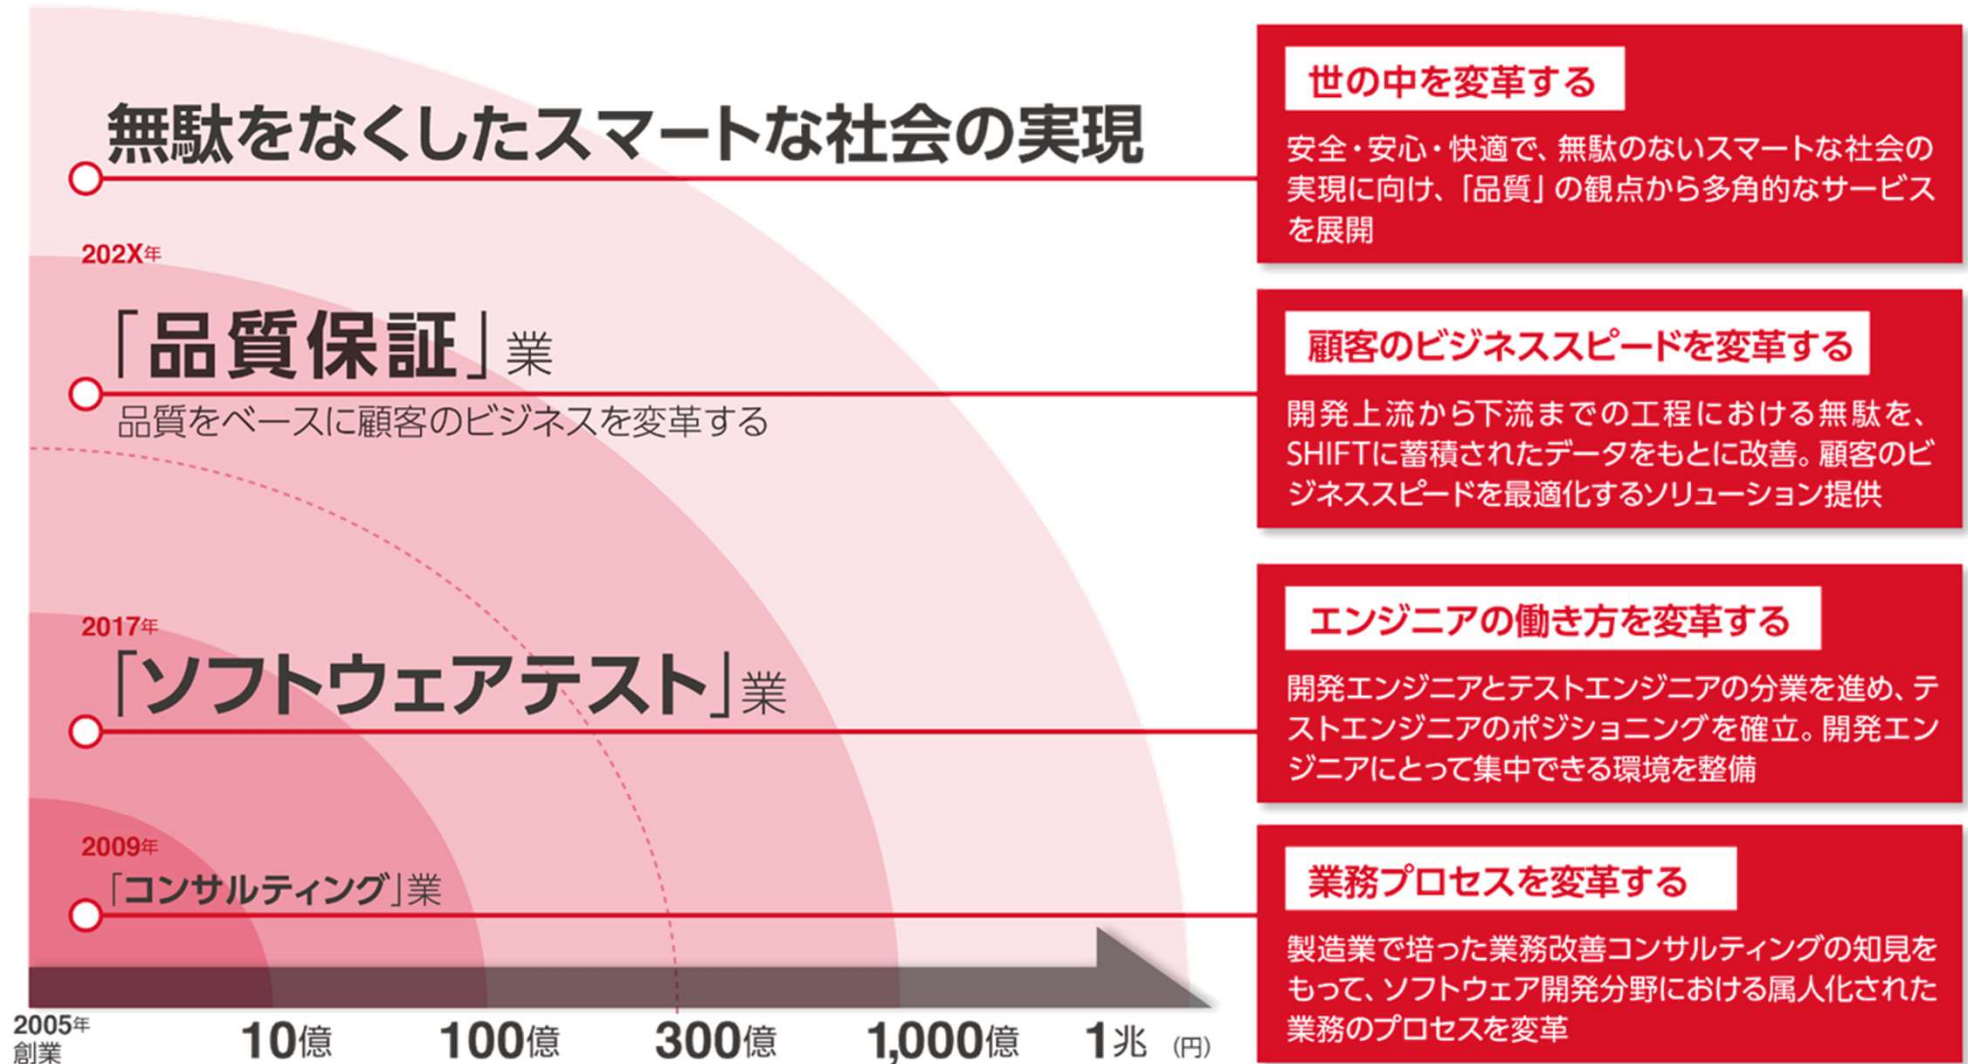 無駄をなくしたスマートな社会の実現
202X年
「品質保証」業
品質をベースに顧客のビジネスを変革する
2017年
「ソフトウェアテスト」業
2009年
「コンサルティング」業
2005年
創業
10億
100億
300億
1,000億
1兆 (円)
世の中を変革する
安全・安心・快適で、無駄のないスマートな社会の
実現に向け、「品質」の観点から多角的なサービス
を展開
顧客のビジネススピードを変革する
開発上流から下流までの工程における無駄を、
SHIFTに蓄積されたデータをもとに改善。顧客のビ
ジネススピードを最適化するソリューション提供
エンジニアの働き方を変革する
開発エンジニアとテストエンジニアの分業を進め、テ
ストエンジニアのポジショニングを確立。開発エン
ジニアにとって集中できる環境を整備
業務プロセスを変革する
製造業で培った業務改善コンサルティングの知見を
もって、ソフトウェア開発分野における属人化された
業務のプロセスを変革